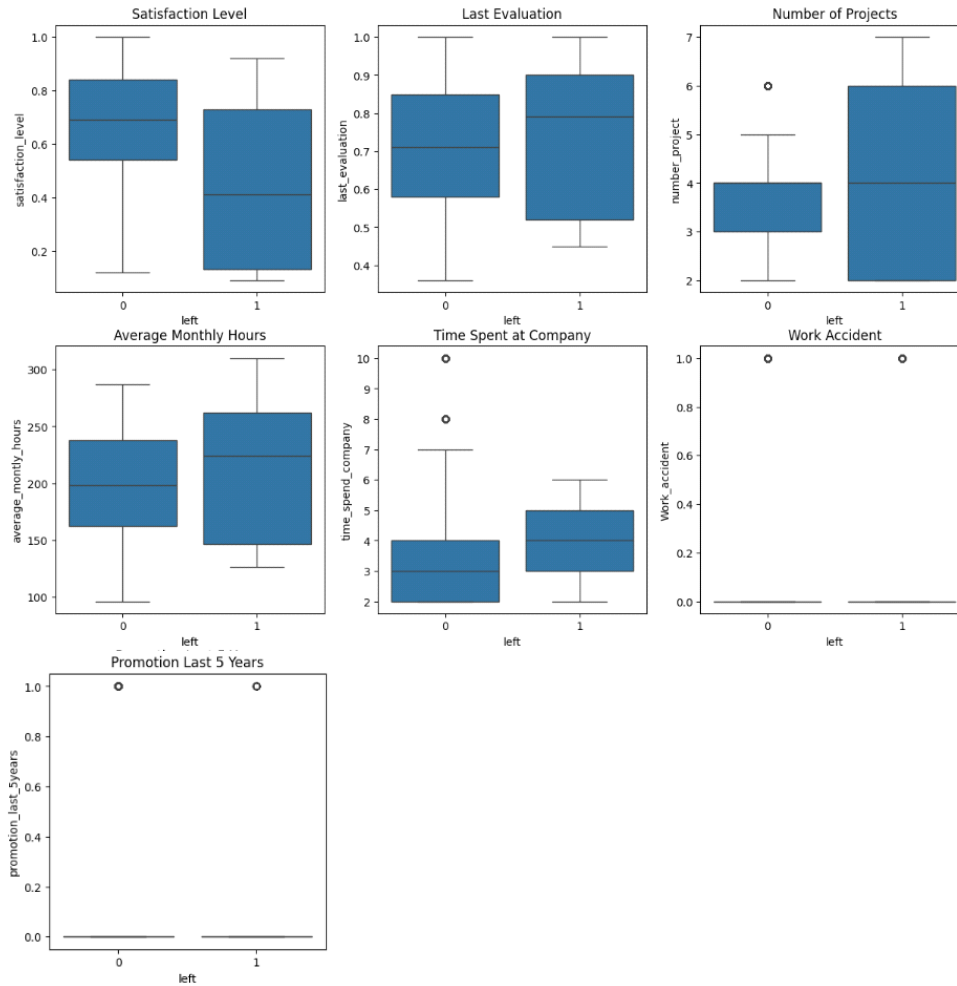 Satisfaction Level
1.0
0.8
0.6
0.4
0.2
satisfaction_level
0
1
left
Last Evaluation
1.0
0.9
0.8
0.7
0.6
0.5
0.4
last_evaluation
0
1
left
Number of Projects
7
6
5
4
3
2
number_project
0
1
left
Average Monthly Hours
300
250
200
150
100
average_montly_hours
0
1
left
Time Spent at Company
10
9
8
7
6
5
4
3
2
time_spend_company
0
1
left
Work Accident
1.0
0.8
0.6
0.4
0.2
0.0
Work_accident
0
1
left
Promotion Last 5 Years
1.0
0.8
0.6
0.4
0.2
0.0
promotion_last_5years
0
1
left